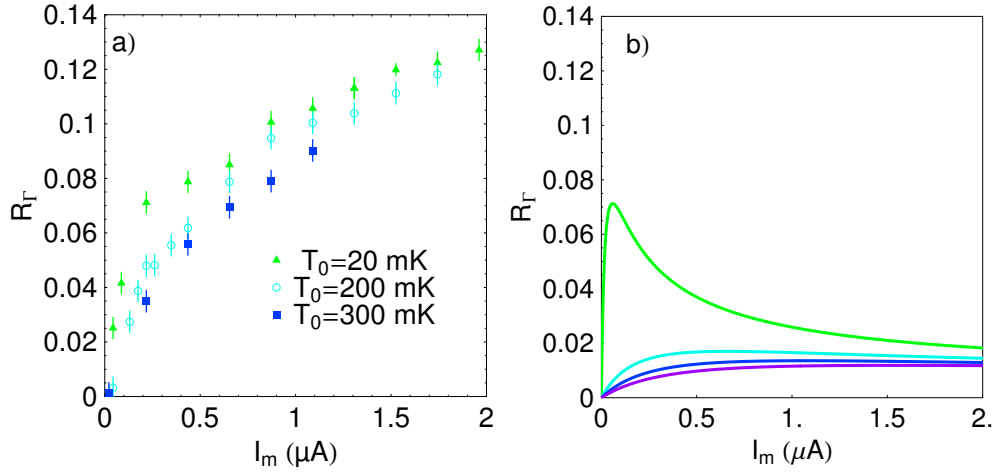 a)
0.14
0.12
0.1
0.08
0.06
0.04
0.02
0
R_Γ
T₀=20 mK
T₀=200 mK
T₀=300 mK
0 0.5 1 1.5 2
I_m (μA)
b)
0.14
0.12
0.1
0.08
0.06
0.04
0.02
0
R_Γ
0 0.5 1.0 1.5 2.
I_m (μA)